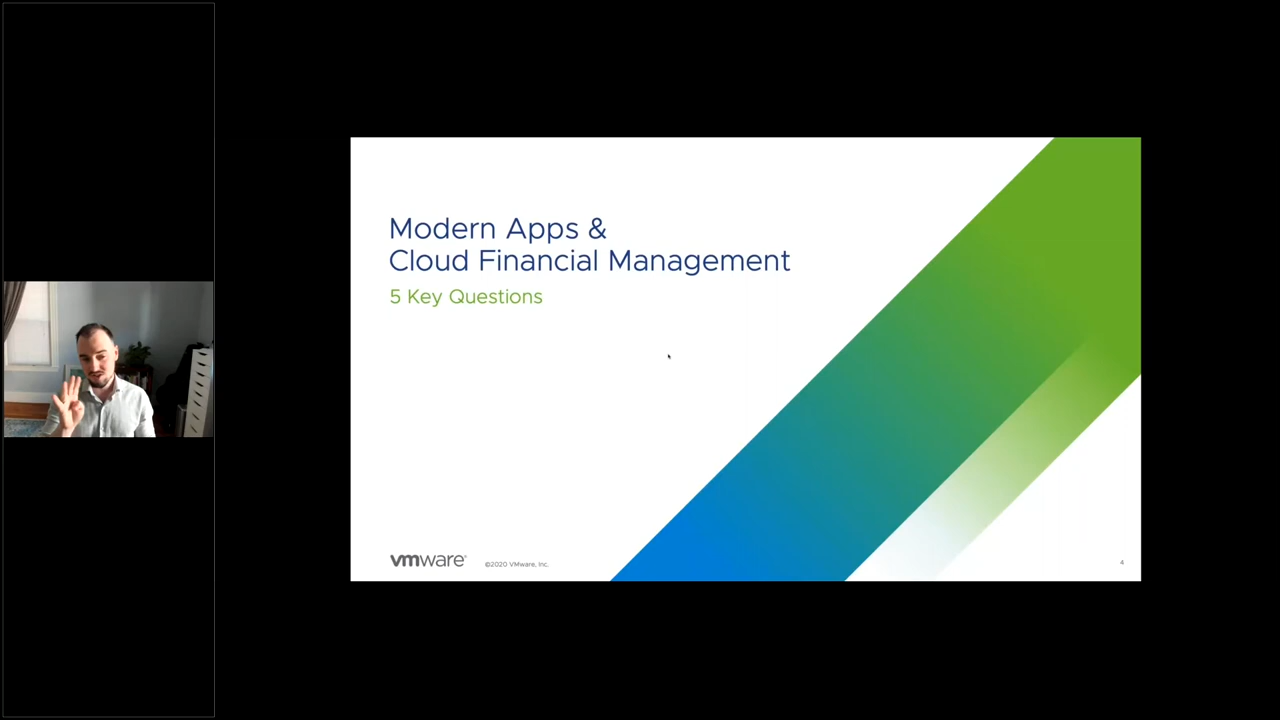 Modern Apps &
Cloud Financial Management
5 Key Questions
vmware®
©2020 VMware, Inc.
4